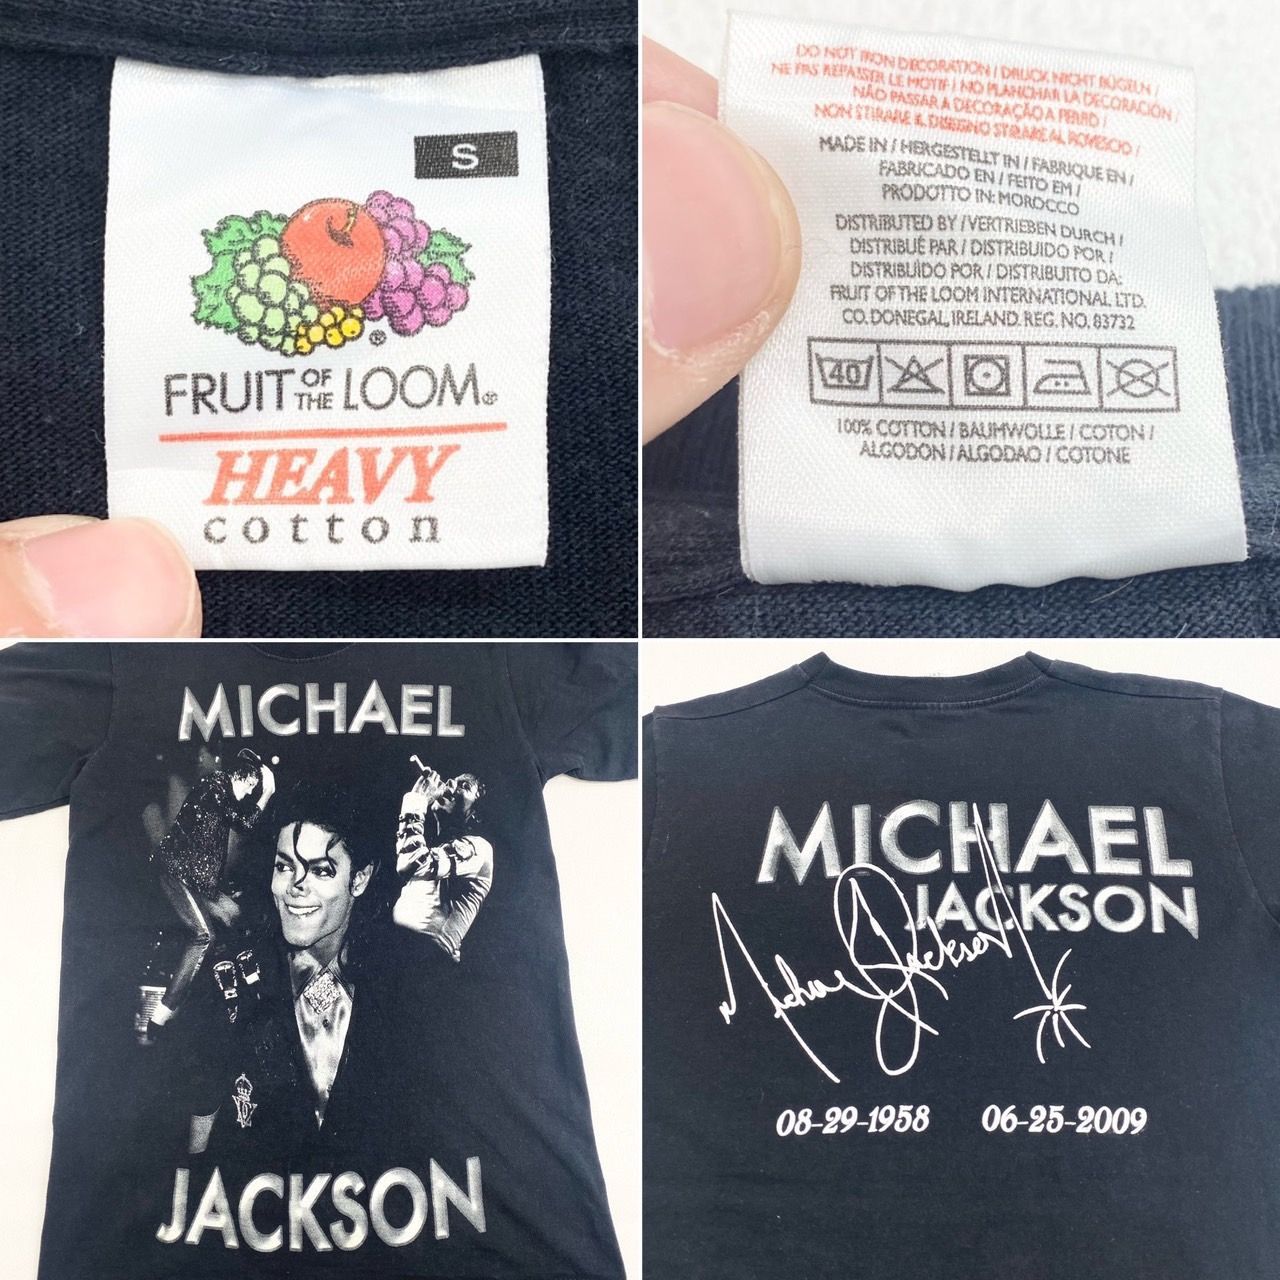 S
FRUIT OF THE LOOM®
HEAVY
cotton
DO NOT IRON DECORATION / DRUCK NICHT BÜGELN /
NE PAS REPASSER LE MOTIF / NO PLANCHAR LA DECORACIÓN /
NÃO PASSAR A DECORAÇÃO A FERRO /
NON STIRARE IL DISEGNO STIRARE AL ROVESCIO /
MADE IN / HERGESTELLT IN / FABRIQUE EN /
FABRICADO EN / FEITO EM /
PRODOTTO IN: MOROCCO
DISTRIBUTED BY / VERTRIEBEN DURCH /
DISTRIBUÉ PAR / DISTRIBUIDO POR /
DISTRIBUÍDO POR / DISTRIBUITO DA:
FRUIT OF THE LOOM INTERNATIONAL LTD.
CO. DONEGAL, IRELAND. REG. NO. 83732
40
100% COTTON / BAUMWOLLE / COTON /
ALGODON / ALGODAO / COTONE
MICHAEL
JACKSON
MICHAEL
JACKSON
Michael Jackson
08-29-1958 06-25-2009